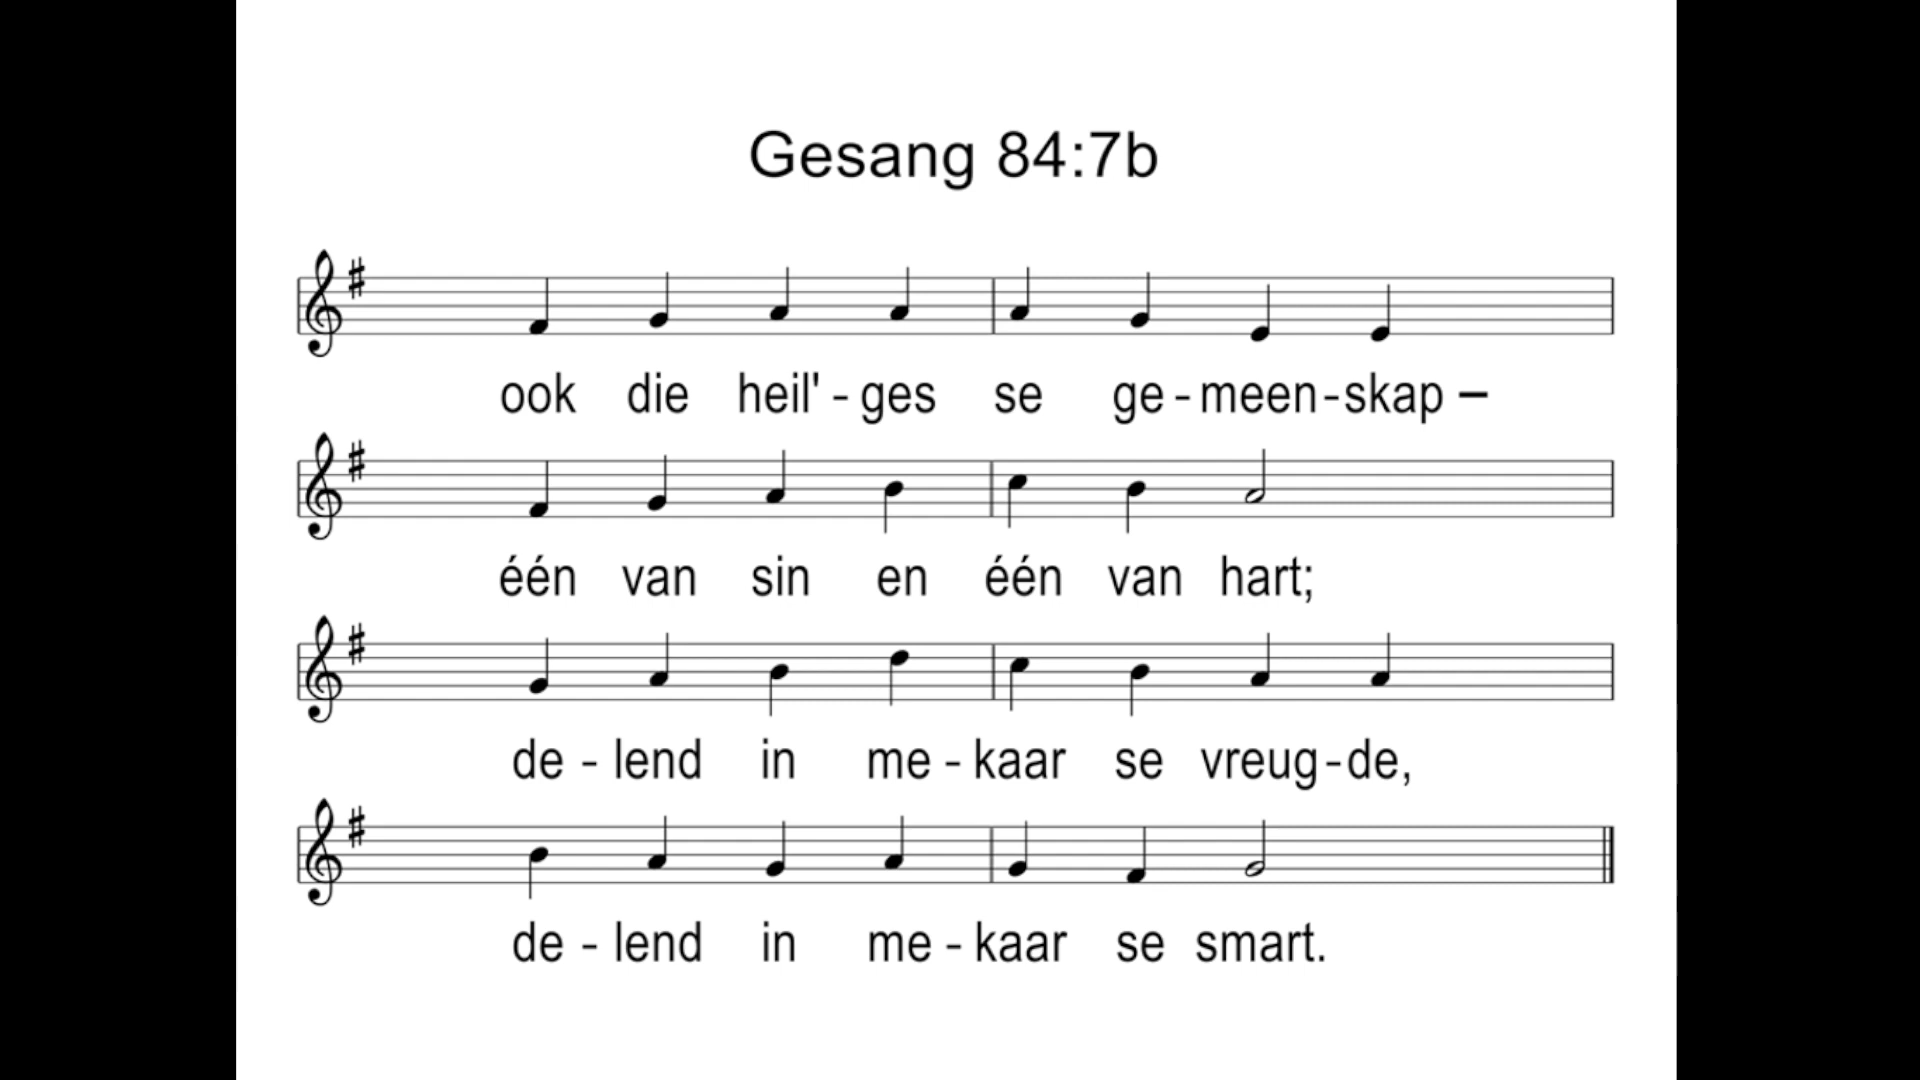 Gesang 84:7b
ook die heil'-ges se ge-meen-skap –
één van sin en één van hart;
de-lend in me-kaar se vreug-de,
de-lend in me-kaar se smart.